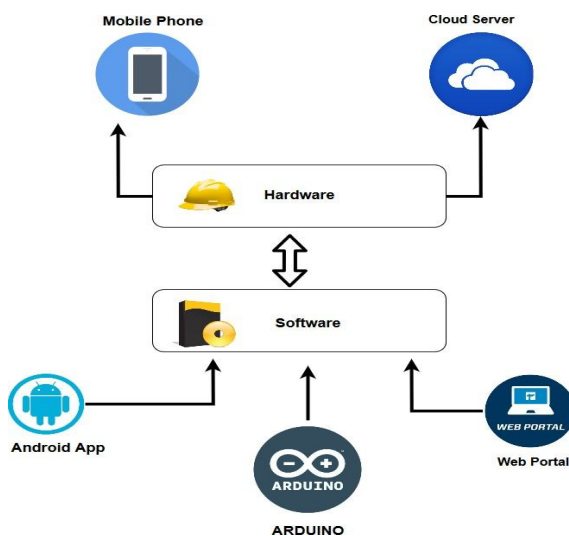 Mobile Phone
Cloud Server
Hardware
Software
Android App
WEB PORTAL
Web Portal
ARDUINO
ARDUINO